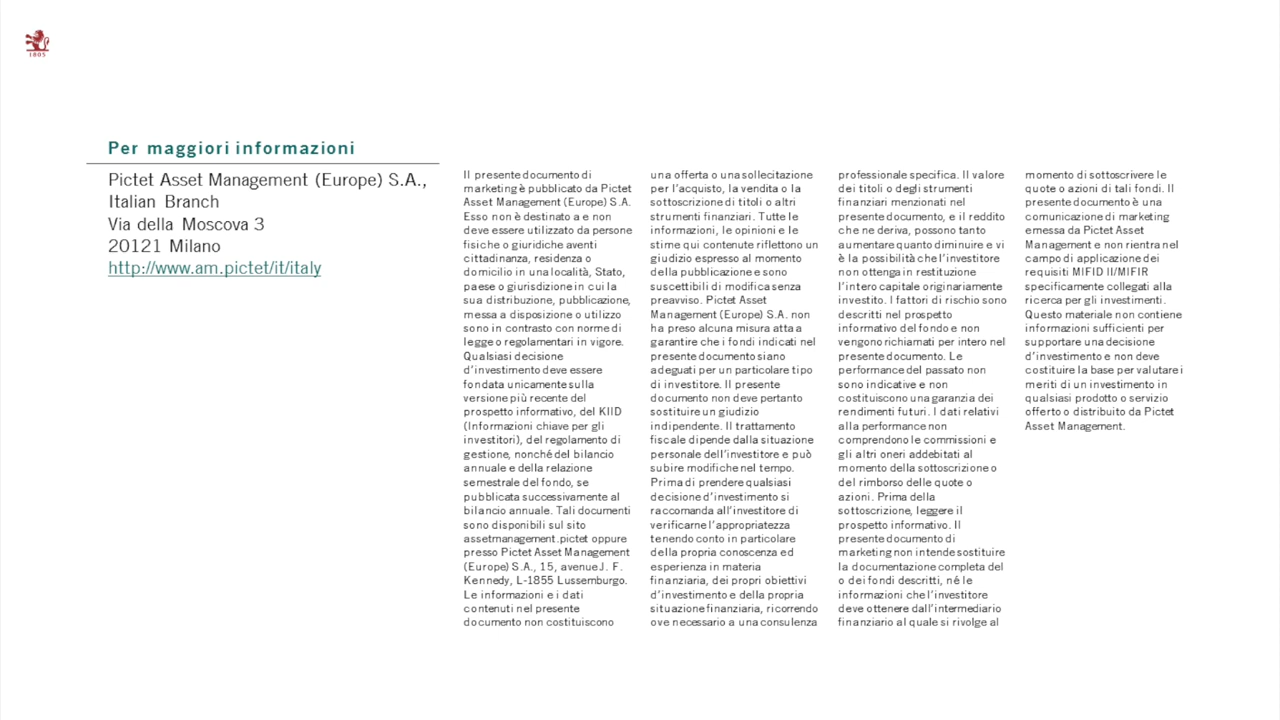 1805
Per maggiori informazioni
Pictet Asset Management (Europe) S.A.,
Italian Branch
Via della Moscova 3
20121 Milano
http://www.am.pictet/it/italy
Il presente documento di
marketing è pubblicato da Pictet
Asset Management (Europe) S.A.
Esso non è destinato a e non
deve essere utilizzato da persone
fisiche o giuridiche aventi
cittadinanza, residenza o
domicilio in una località, Stato,
paese o giurisdizione in cui la
sua distribuzione, pubblicazione,
messa a disposizione o utilizzo
sono in contrasto con norme di
legge o regolamentari in vigore.
Qualsiasi decisione
d'investimento deve essere
fondata unicamente sulla
versione più recente del
prospetto informativo, del KIID
(Informazioni chiave per gli
investitori), del regolamento di
gestione, nonché del bilancio
annuale e della relazione
semestrale del fondo, se
pubblicata successivamente al
bilancio annuale. Tali documenti
sono disponibili sul sito
assetmanagement.pictet oppure
presso Pictet Asset Management
(Europe) S.A., 15, avenue J. F.
Kennedy, L-1855 Lussemburgo.
Le informazioni e i dati
contenuti nel presente
documento non costituiscono
una offerta o una sollecitazione
per l'acquisto, la vendita o la
sottoscrizione di titoli o altri
strumenti finanziari. Tutte le
informazioni, le opinioni e le
stime qui contenute riflettono un
giudizio espresso al momento
della pubblicazione e sono
suscettibili di modifica senza
preavviso. Pictet Asset
Management (Europe) S.A. non
ha preso alcuna misura atta a
garantire che i fondi indicati nel
presente documento siano
adeguati per un particolare tipo
di investitore. Il presente
documento non deve pertanto
sostituire un giudizio
indipendente. Il trattamento
fiscale dipende dalla situazione
personale dell'investitore e può
subire modifiche nel tempo.
Prima di prendere qualsiasi
decisione d'investimento si
raccomanda all'investitore di
verificarne l'appropriatezza
tenendo conto in particolare
della propria conoscenza ed
esperienza in materia
finanziaria, dei propri obiettivi
d'investimento e della propria
situazione finanziaria, ricorrendo
ove necessario a una consulenza
professionale specifica. Il valore
dei titoli o degli strumenti
finanziari menzionati nel
presente documento, e il reddito
che ne deriva, possono tanto
aumentare quanto diminuire e vi
è la possibilità che l'investitore
non ottenga in restituzione
l'intero capitale originariamente
investito. I fattori di rischio sono
descritti nel prospetto
informativo del fondo e non
vengono richiamati per intero nel
presente documento. Le
performance del passato non
sono indicative e non
costituiscono una garanzia dei
rendimenti futuri. I dati relativi
alla performance non
comprendono le commissioni e
gli altri oneri addebitati al
momento della sottoscrizione o
del rimborso delle quote o
azioni. Prima della
sottoscrizione, leggere il
prospetto informativo. Il
presente documento di
marketing non intende sostituire
la documentazione completa del
o dei fondi descritti, né le
informazioni che l'investitore
deve ottenere dall'intermediario
finanziario al quale si rivolge al
momento di sottoscrivere le
quote o azioni di tali fondi. Il
presente documento è una
comunicazione di marketing
emessa da Pictet Asset
Management e non rientra nel
campo di applicazione dei
requisiti MIFID II/MIFIR
specificamente collegati alla
ricerca per gli investimenti.
Questo materiale non contiene
informazioni sufficienti per
supportare una decisione
d'investimento e non deve
costituire la base per valutare i
meriti di un investimento in
qualsiasi prodotto o servizio
offerto o distribuito da Pictet
Asset Management.